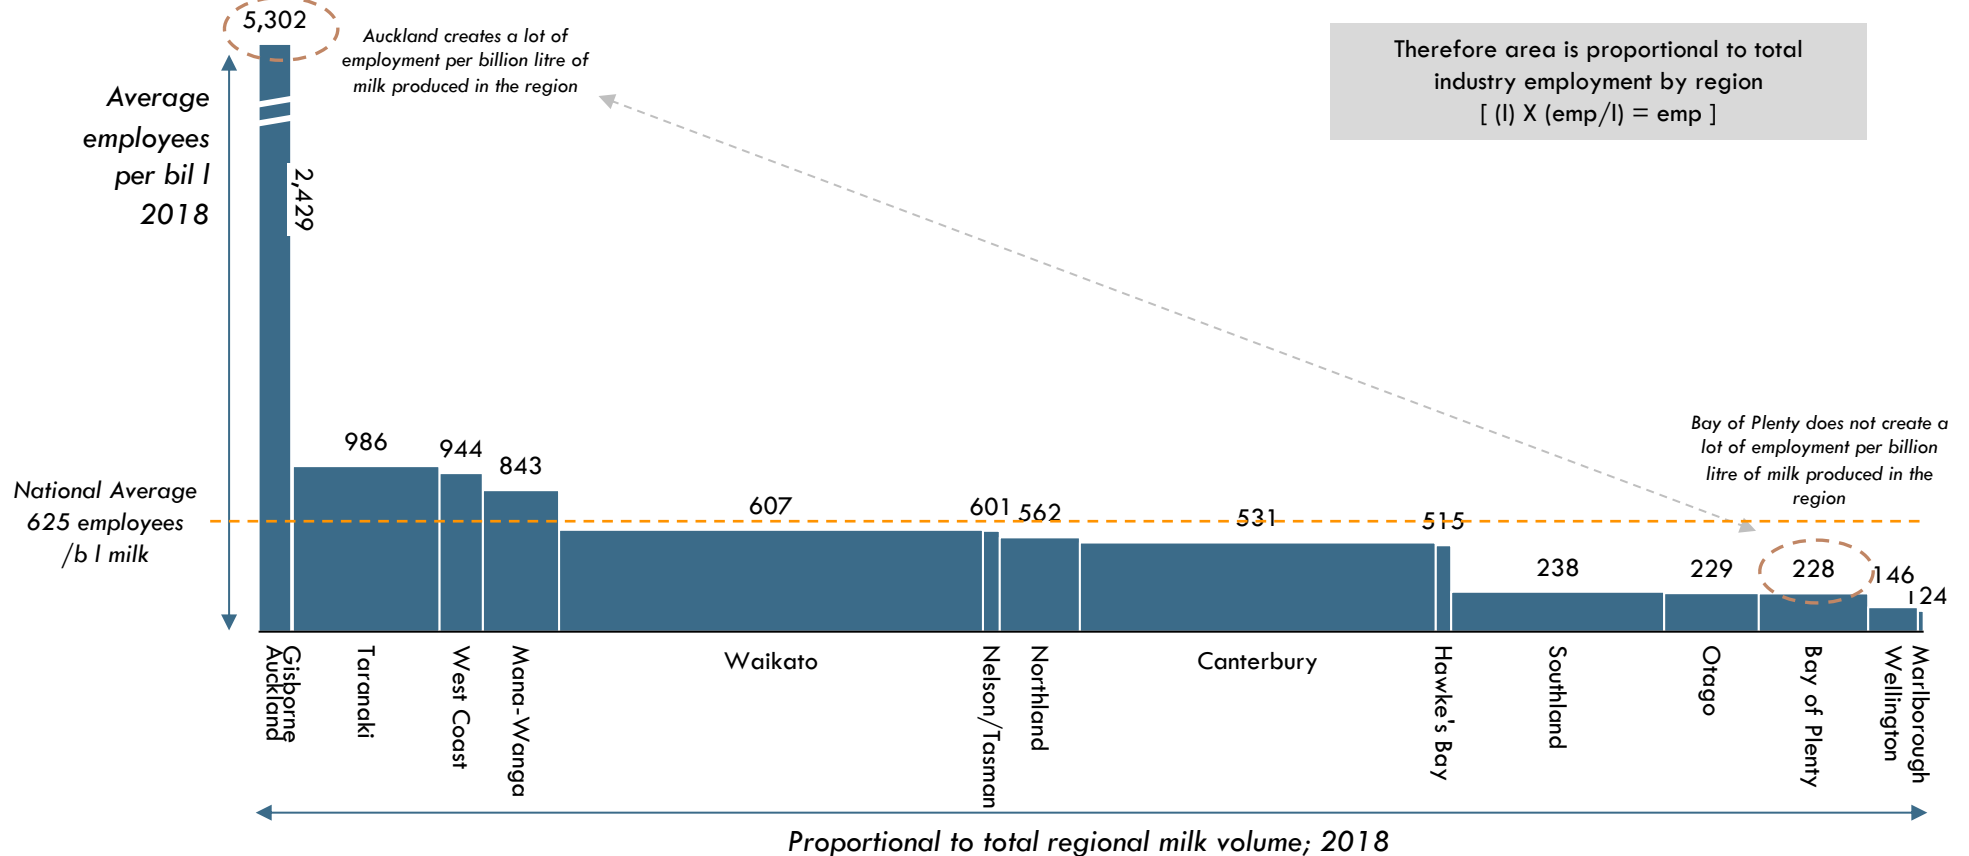 5,302
Auckland creates a lot of
employment per billion litre of
milk produced in the region
Therefore area is proportional to total
industry employment by region
[ (l) X (emp/l) = emp ]
Average
employees
per bil l
2018
2,429
Bay of Plenty does not create a
lot of employment per billion
litre of milk produced in the
region
National Average
625 employees
/b l milk
986
944
843
607
601
562
531
515
238
229
228
146
124
Auckland
Gisborne
Taranaki
West Coast
Mana-Wanga
Waikato
Nelson/Tasman
Northland
Canterbury
Hawke's Bay
Southland
Otago
Bay of Plenty
Wellington
Marlborough
Proportional to total regional milk volume; 2018